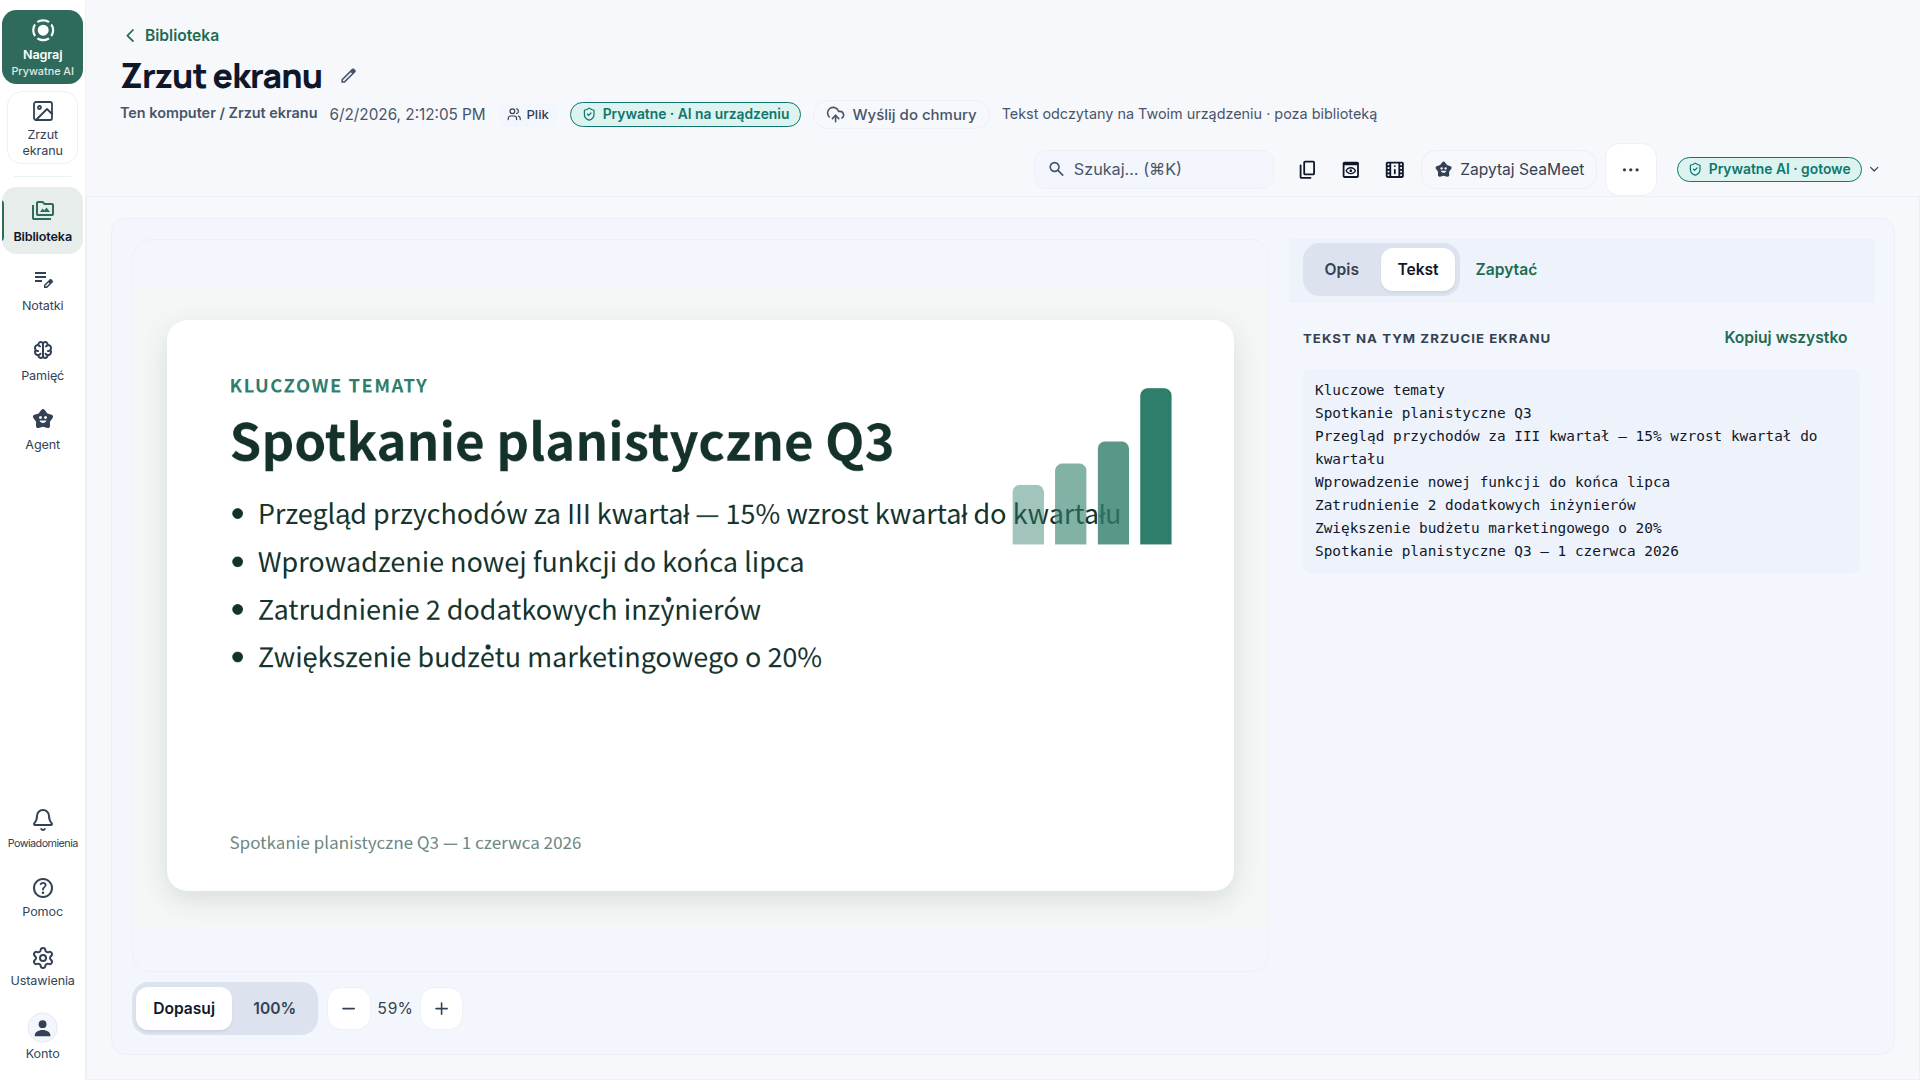 Nagraj
Prywatne AI
Zrzut
ekranu
Biblioteka
Notatki
Pamięć
Agent
Powiadomienia
Pomoc
Ustawienia
Konto
Biblioteka
Zrzut ekranu
Ten komputer / Zrzut ekranu 6/2/2026, 2:12:05 PM Plik Prywatne · AI na urządzeniu Wyślij do chmury Tekst odczytany na Twoim urządzeniu · poza biblioteką
Szukaj... (⌘K) Zapytaj SeaMeet Prywatne AI · gotowe
KLUCZOWE TEMATY
Spotkanie planistyczne Q3
• Przegląd przychodów za III kwartał — 15% wzrost kwartał do kwartału
• Wprowadzenie nowej funkcji do końca lipca
• Zatrudnienie 2 dodatkowych inżynierów
• Zwiększenie budżetu marketingowego o 20%
Spotkanie planistyczne Q3 — 1 czerwca 2026
Dopasuj 100% 59%
Opis Tekst Zapytać
TEKST NA TYM ZRZUCIE EKRANU Kopiuj wszystko
Kluczowe tematy
Spotkanie planistyczne Q3
Przegląd przychodów za III kwartał — 15% wzrost kwartał do
kwartału
Wprowadzenie nowej funkcji do końca lipca
Zatrudnienie 2 dodatkowych inżynierów
Zwiększenie budżetu marketingowego o 20%
Spotkanie planistyczne Q3 — 1 czerwca 2026